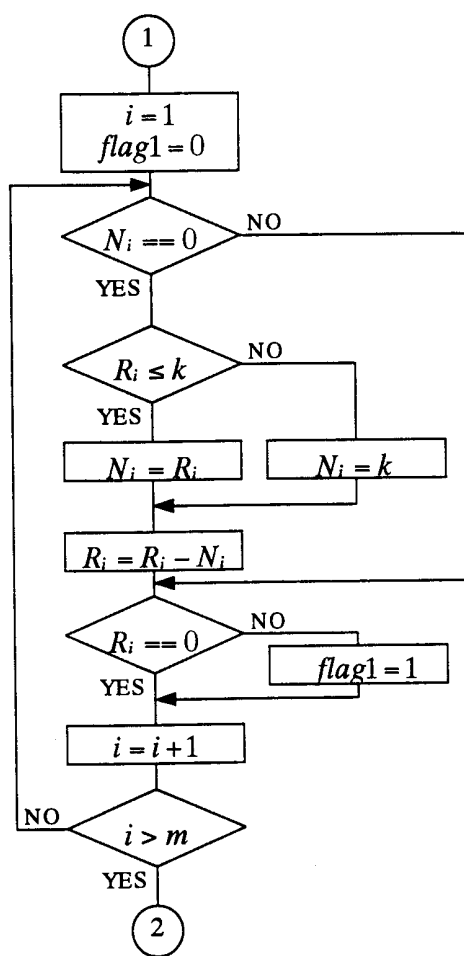 1
i = 1
flag1 = 0
N_i == 0
NO
YES
R_i ≤ k
NO
YES
N_i = R_i
N_i = k
R_i = R_i − N_i
R_i == 0
NO
flag1 = 1
YES
i = i+1
NO
i > m
YES
2